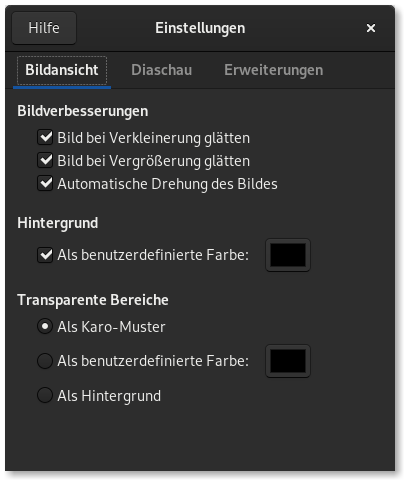 Hilfe
Einstellungen
Bildansicht
Diaschau
Erweiterungen
Bildverbesserungen
Bild bei Verkleinerung glätten
Bild bei Vergrößerung glätten
Automatische Drehung des Bildes
Hintergrund
Als benutzerdefinierte Farbe:
Transparente Bereiche
Als Karo-Muster
Als benutzerdefinierte Farbe:
Als Hintergrund